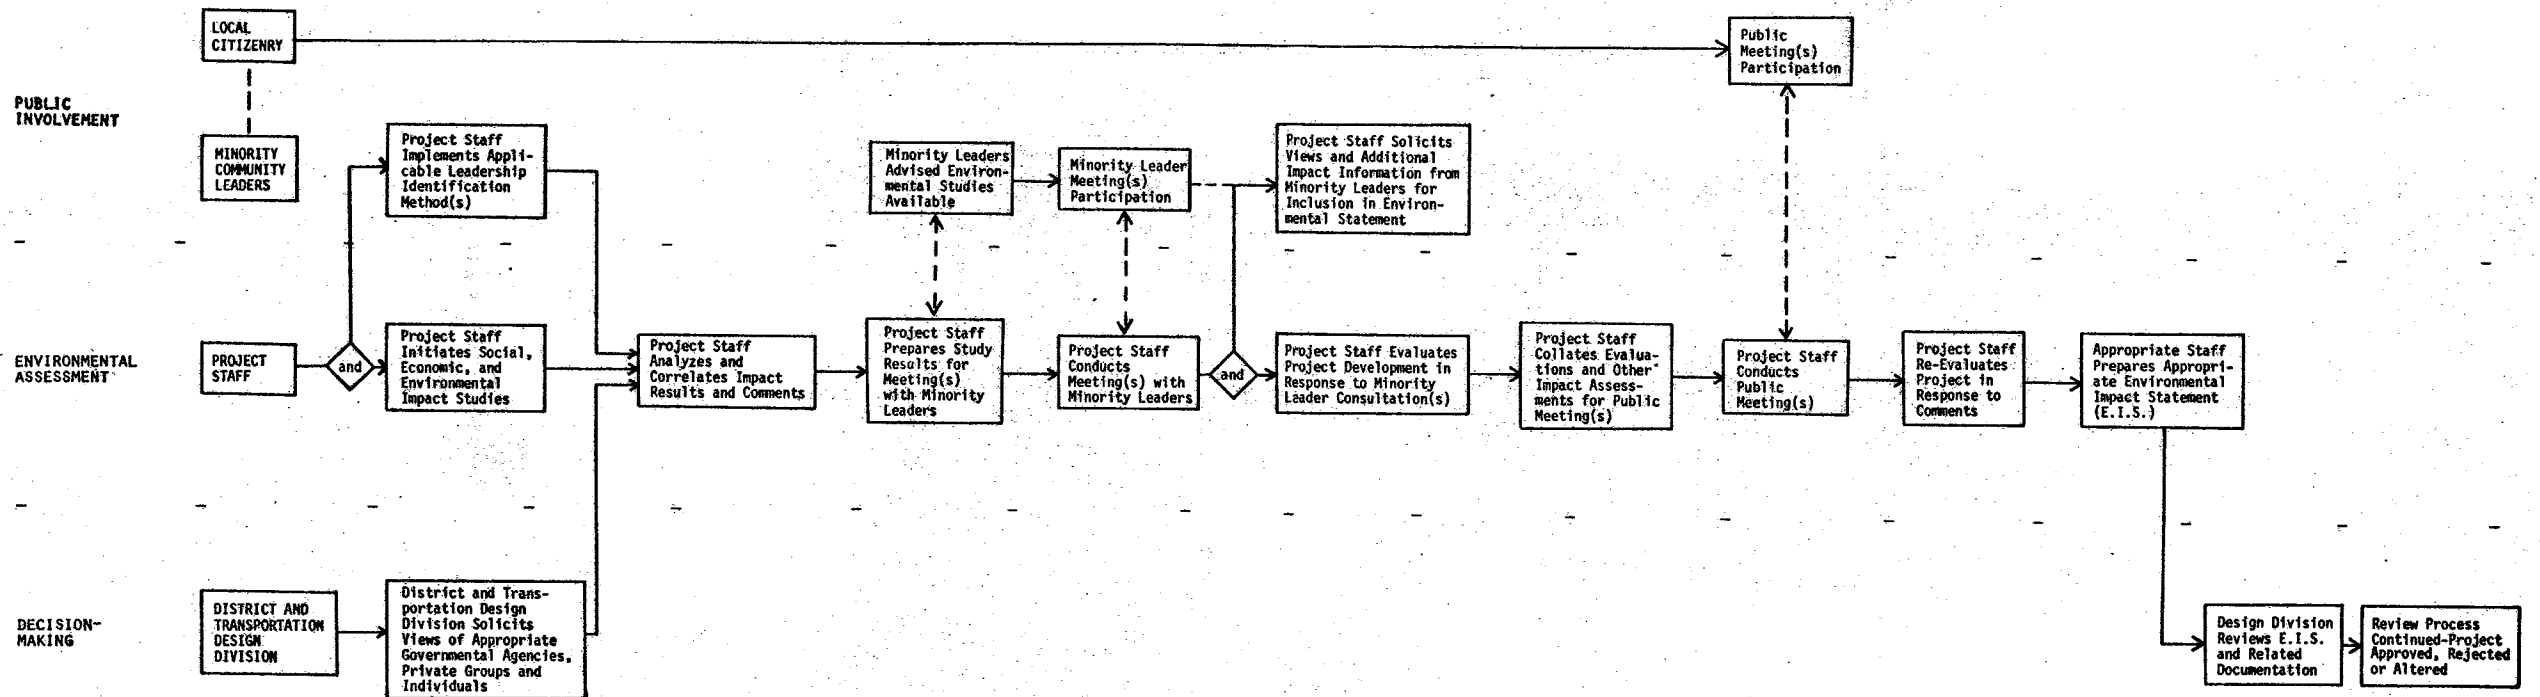 LOCAL
CITIZENRY
Public
Meeting(s)
Participation
PUBLIC
INVOLVEMENT
MINORITY
COMMUNITY
LEADERS
Project Staff
Implements Appli-
cable Leadership
Identification
Method(s)
Minority Leaders
Advised Environ-
mental Studies
Available
Minority Leader
Meeting(s)
Participation
Project Staff Solicits
Views and Additional
Impact Information from
Minority Leaders for
Inclusion in Environ-
mental Statement
ENVIRONMENTAL
ASSESSMENT
PROJECT
STAFF
and
Project Staff
Initiates Social,
Economic, and
Environmental
Impact Studies
Project Staff
Analyzes and
Correlates Impact
Results and Comments
Project Staff
Prepares Study
Results for
Meeting(s)
with Minority
Leaders
Project Staff
Conducts
Meeting(s) with
Minority Leaders
and
Project Staff Evaluates
Project Development in
Response to Minority
Leader Consultation(s)
Project Staff
Collates Evalua-
tions and Other
Impact Assess-
ments for Public
Meeting(s)
Project Staff
Conducts
Public
Meeting(s)
Project Staff
Re-Evaluates
Project in
Response to
Comments
Appropriate Staff
Prepares Appropri-
ate Environmental
Impact Statement
(E.I.S.)
DECISION-
MAKING
DISTRICT AND
TRANSPORTATION
DESIGN
DIVISION
District and Trans-
portation Design
Division Solicits
Views of Appropriate
Governmental Agencies,
Private Groups and
Individuals
Design Division
Reviews E.I.S.
and Related
Documentation
Review Process
Continued-Project
Approved, Rejected
or Altered